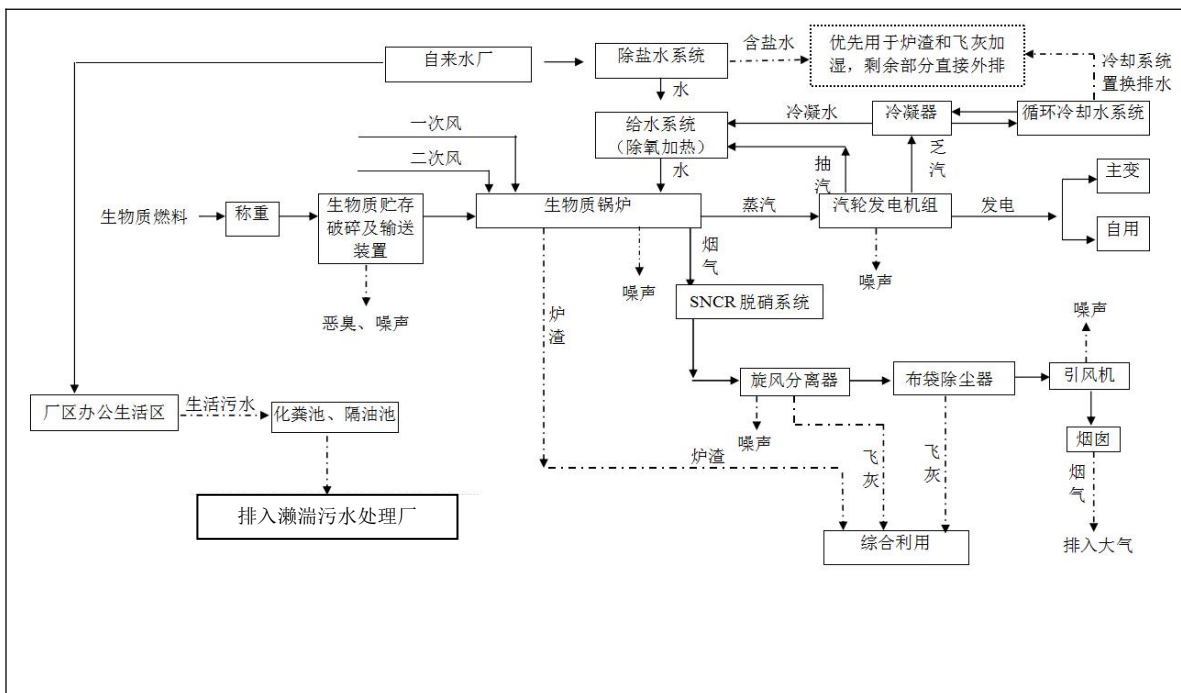 自来水厂
除盐水系统
含盐水
优先用于炉渣和飞灰加
湿，剩余部分直接外排
冷却系统
置换排水
水
一次风
二次风
给水系统
（除氧加热）
冷凝水
冷凝器
循环冷却水系统
水
抽汽
乏汽
生物质燃料
称重
生物质贮存
破碎及输送
装置
生物质锅炉
蒸汽
汽轮发电机组
发电
主变
自用
恶臭、噪声
噪声
烟气
噪声
SNCR 脱硝系统
炉渣
旋风分离器
布袋除尘器
引风机
噪声
厂区办公生活区
生活污水
化粪池、隔油池
噪声
烟囱
炉渣
飞灰
飞灰
烟气
排入濑湍污水处理厂
综合利用
排入大气